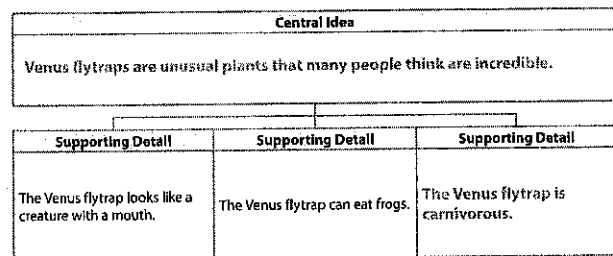 Central Idea
Venus flytraps are unusual plants that many people think are incredible.
Supporting Detail
Supporting Detail
Supporting Detail
The Venus flytrap looks like a
creature with a mouth.
The Venus flytrap can eat frogs.
The Venus flytrap is
carnivorous.